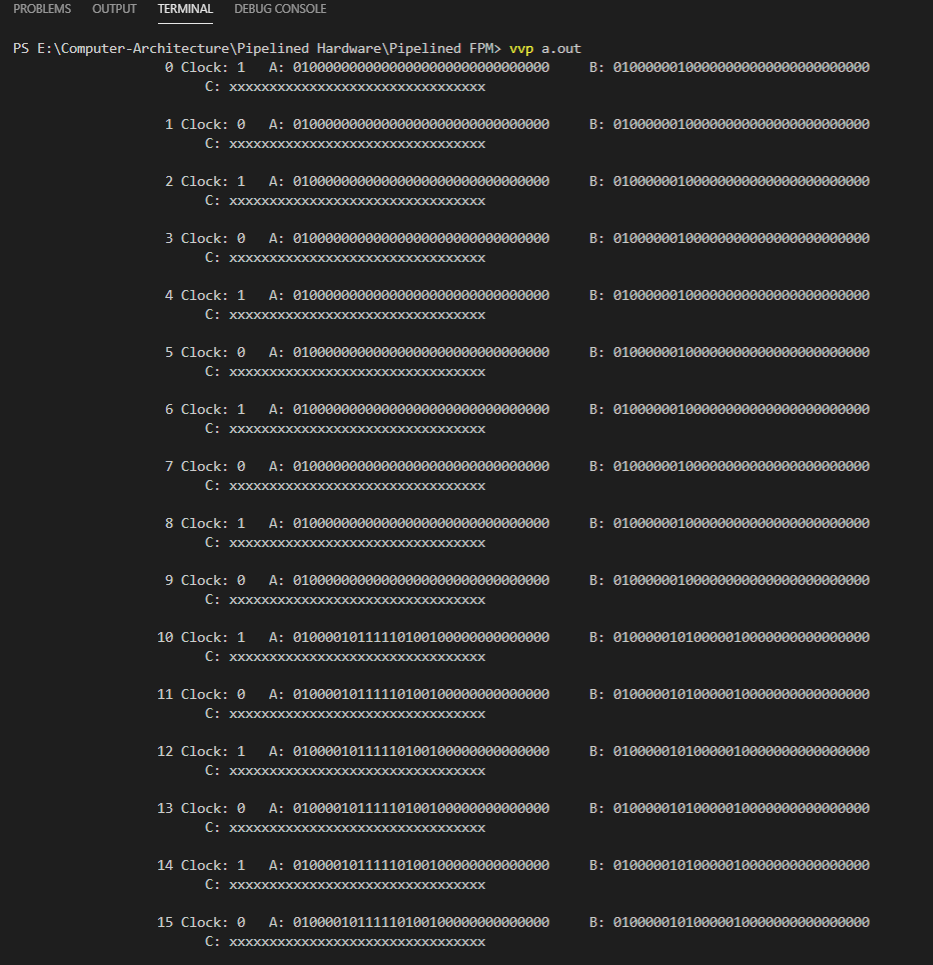 PROBLEMS OUTPUT TERMINAL DEBUG CONSOLE
PS E:\Computer-Architecture\Pipelined Hardware\Pipelined FPM> vvp a.out
0 Clock: 1 A: 01000000000000000000000000000000 B: 01000000100000000000000000000000
C: xxxxxxxxxxxxxxxxxxxxxxxxxxxxxxxx
1 Clock: 0 A: 01000000000000000000000000000000 B: 01000000100000000000000000000000
C: xxxxxxxxxxxxxxxxxxxxxxxxxxxxxxxx
2 Clock: 1 A: 01000000000000000000000000000000 B: 01000000100000000000000000000000
C: xxxxxxxxxxxxxxxxxxxxxxxxxxxxxxxx
3 Clock: 0 A: 01000000000000000000000000000000 B: 01000000100000000000000000000000
C: xxxxxxxxxxxxxxxxxxxxxxxxxxxxxxxx
4 Clock: 1 A: 01000000000000000000000000000000 B: 01000000100000000000000000000000
C: xxxxxxxxxxxxxxxxxxxxxxxxxxxxxxxx
5 Clock: 0 A: 01000000000000000000000000000000 B: 01000000100000000000000000000000
C: xxxxxxxxxxxxxxxxxxxxxxxxxxxxxxxx
6 Clock: 1 A: 01000000000000000000000000000000 B: 01000000100000000000000000000000
C: xxxxxxxxxxxxxxxxxxxxxxxxxxxxxxxx
7 Clock: 0 A: 01000000000000000000000000000000 B: 01000000100000000000000000000000
C: xxxxxxxxxxxxxxxxxxxxxxxxxxxxxxxx
8 Clock: 1 A: 01000000000000000000000000000000 B: 01000000100000000000000000000000
C: xxxxxxxxxxxxxxxxxxxxxxxxxxxxxxxx
9 Clock: 0 A: 01000000000000000000000000000000 B: 01000000100000000000000000000000
C: xxxxxxxxxxxxxxxxxxxxxxxxxxxxxxxx
10 Clock: 1 A: 01000010111110100100000000000000 B: 01000001010000010000000000000000
C: xxxxxxxxxxxxxxxxxxxxxxxxxxxxxxxx
11 Clock: 0 A: 01000010111110100100000000000000 B: 01000001010000010000000000000000
C: xxxxxxxxxxxxxxxxxxxxxxxxxxxxxxxx
12 Clock: 1 A: 01000010111110100100000000000000 B: 01000001010000010000000000000000
C: xxxxxxxxxxxxxxxxxxxxxxxxxxxxxxxx
13 Clock: 0 A: 01000010111110100100000000000000 B: 01000001010000010000000000000000
C: xxxxxxxxxxxxxxxxxxxxxxxxxxxxxxxx
14 Clock: 1 A: 01000010111110100100000000000000 B: 01000001010000010000000000000000
C: xxxxxxxxxxxxxxxxxxxxxxxxxxxxxxxx
15 Clock: 0 A: 01000010111110100100000000000000 B: 01000001010000010000000000000000
C: xxxxxxxxxxxxxxxxxxxxxxxxxxxxxxxx